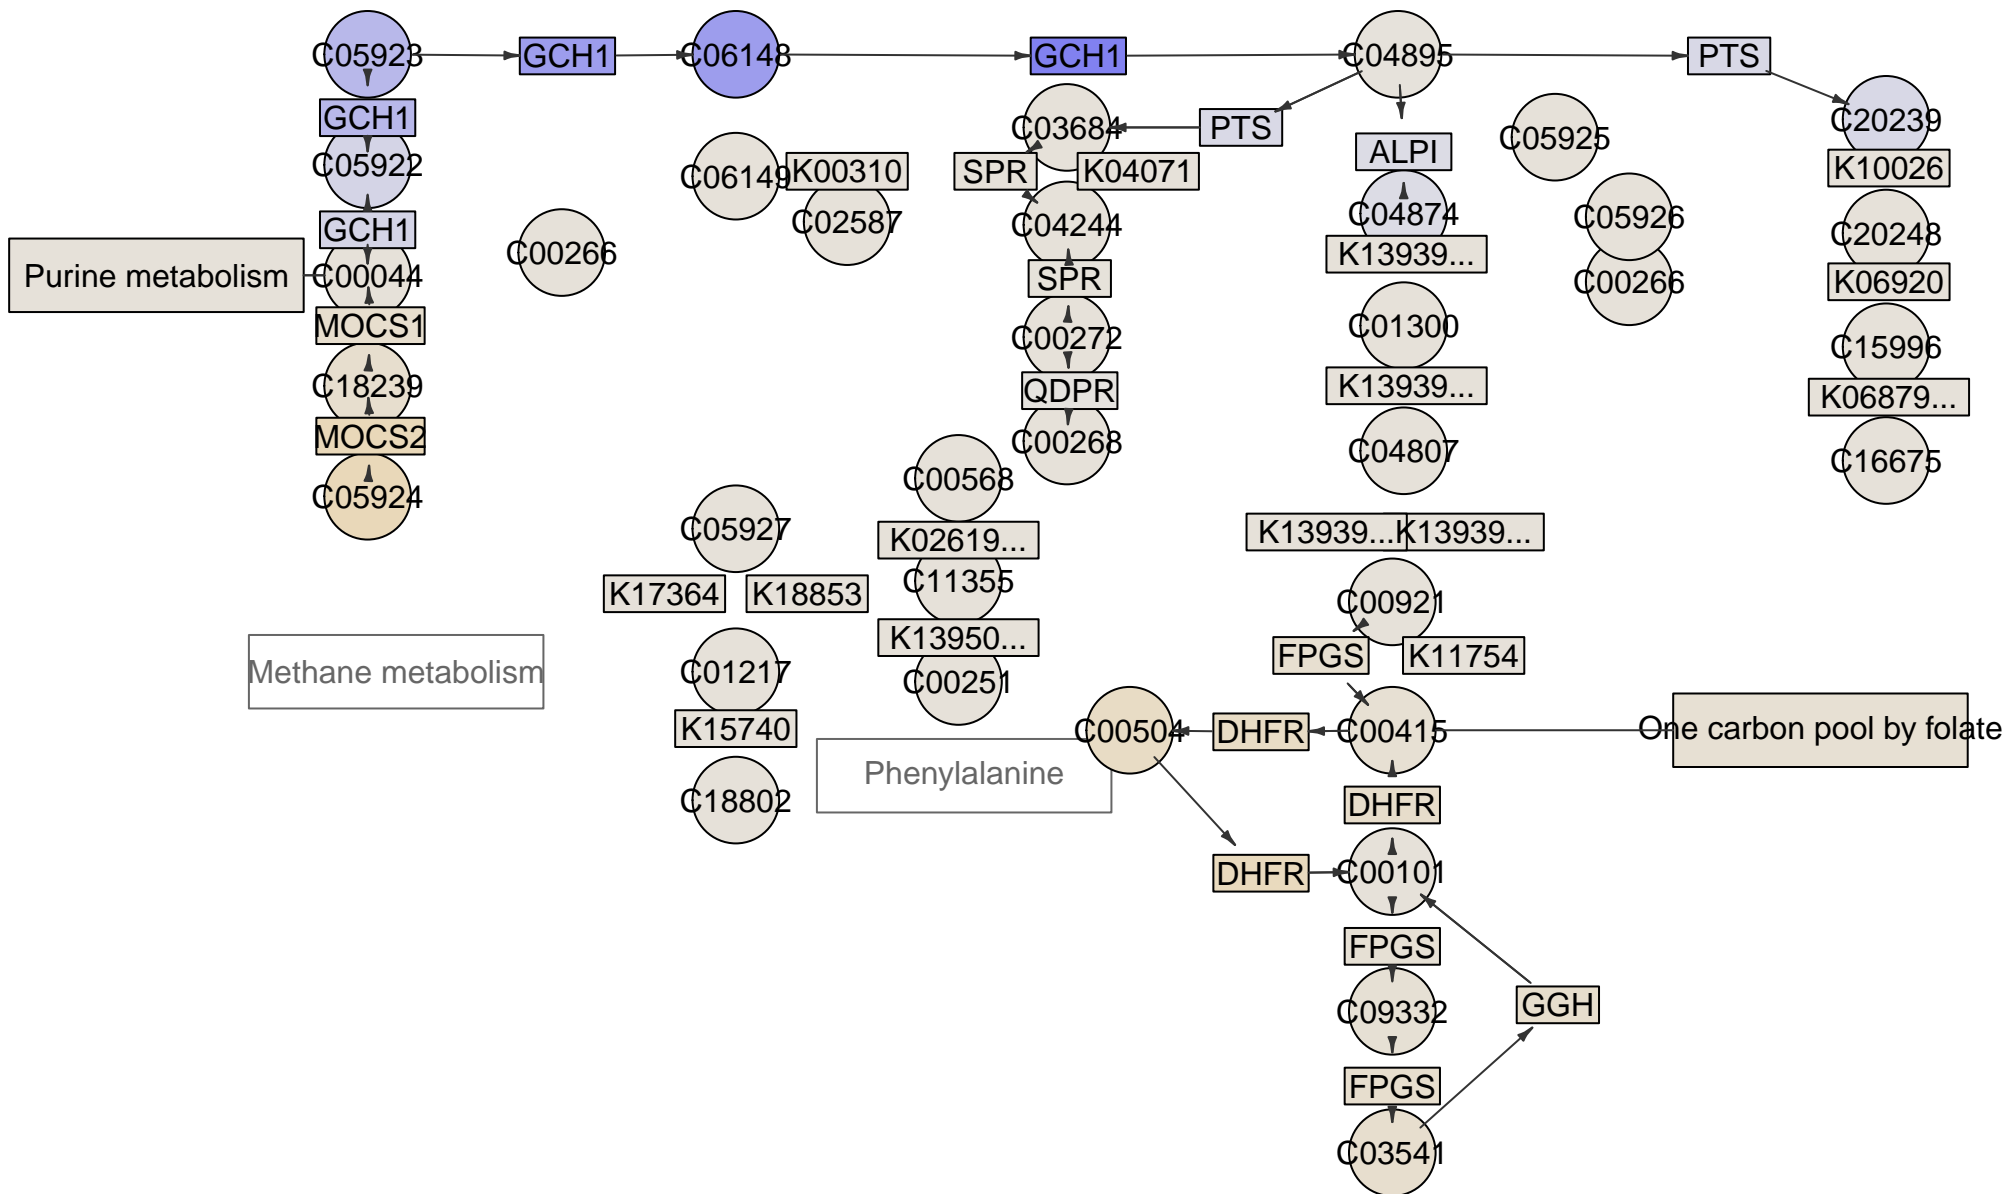 C05923
GCH1
C06148
GCH1
C04895
PTS
GCH1
C03684
PTS
C05925
C20239
C05922
SPR
K04071
ALPI
K10026
C06149
K00310
GCH1
C02587
C04244
C04874
C05926
C20248
C00266
K13939...
Purine metabolism
C00044
SPR
C00266
K06920
MOCS1
C00272
C01300
C15996
C18239
QDPR
K13939...
K06879...
MOCS2
C00268
C04807
C16675
C05924
C00568
C05927
K02619...
K13939...
K13939...
K17364
K18853
C11355
C00921
K13950...
FPGS
K11754
Methane metabolism
C01217
C00251
K15740
C00504
DHFR
C00415
One carbon pool by folate
Phenylalanine
C18802
DHFR
DHFR
C00101
FPGS
C09332
GGH
FPGS
C03541